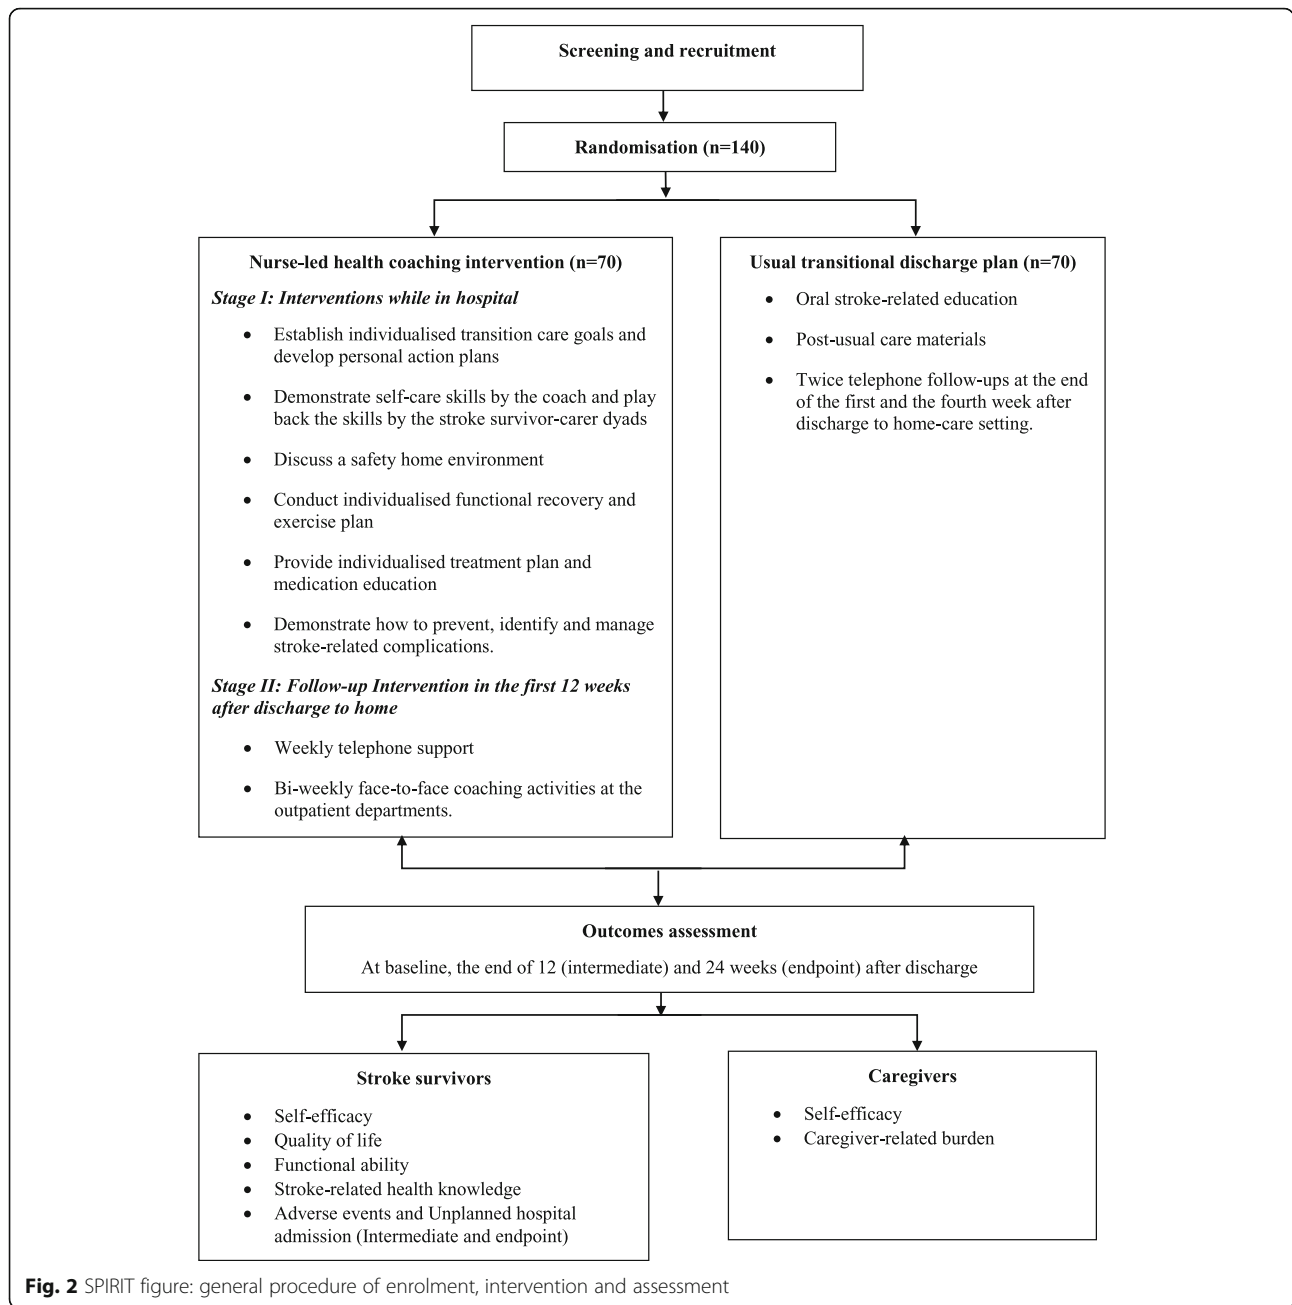 Screening and recruitment
Randomisation (n=140)
Nurse-led health coaching intervention (n=70)
Stage I: Interventions while in hospital
• Establish individualised transition care goals and
develop personal action plans
• Demonstrate self-care skills by the coach and play
back the skills by the stroke survivor-carer dyads
• Discuss a safety home environment
• Conduct individualised functional recovery and
exercise plan
• Provide individualised treatment plan and
medication education
• Demonstrate how to prevent, identify and manage
stroke-related complications.
Stage II: Follow-up Intervention in the first 12 weeks
after discharge to home
• Weekly telephone support
• Bi-weekly face-to-face coaching activities at the
outpatient departments.
Usual transitional discharge plan (n=70)
• Oral stroke-related education
• Post-usual care materials
• Twice telephone follow-ups at the end
of the first and the fourth week after
discharge to home-care setting.
Outcomes assessment
At baseline, the end of 12 (intermediate) and 24 weeks (endpoint) after discharge
Stroke survivors
• Self-efficacy
• Quality of life
• Functional ability
• Stroke-related health knowledge
• Adverse events and Unplanned hospital
admission (Intermediate and endpoint)
Caregivers
• Self-efficacy
• Caregiver-related burden
Fig. 2 SPIRIT figure: general procedure of enrolment, intervention and assessment